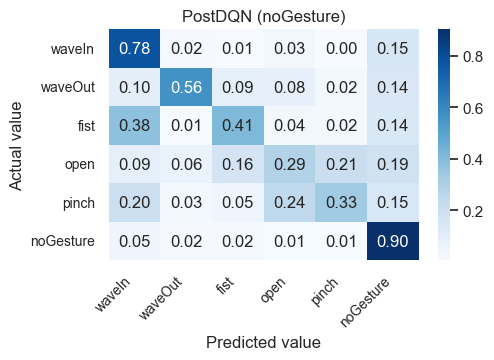 PostDQN (noGesture)
Actual value
waveIn 0.78 0.02 0.01 0.03 0.00 0.15
waveOut 0.10 0.56 0.09 0.08 0.02 0.14
fist 0.38 0.01 0.41 0.04 0.02 0.14
open 0.09 0.06 0.16 0.29 0.21 0.19
pinch 0.20 0.03 0.05 0.24 0.33 0.15
noGesture 0.05 0.02 0.02 0.01 0.01 0.90
waveIn waveOut fist open pinch noGesture
Predicted value
0.8
0.6
0.4
0.2